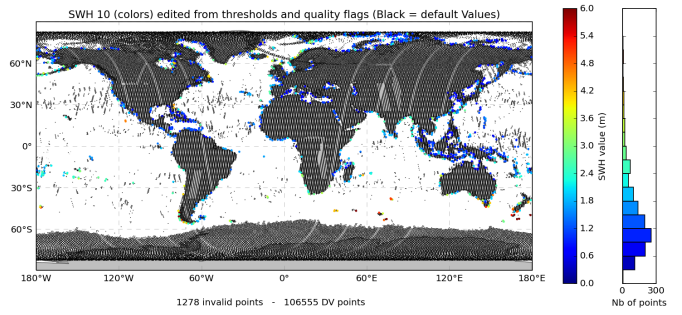 SWH 10 (colors) edited from thresholds and quality flags (Black = default Values)
60°N
30°N
0°
30°S
60°S
180°W
120°W
60°W
0°
60°E
120°E
180°E
1278 invalid points - 106555 DV points
6.0
5.4
4.8
4.2
3.6
3.0
2.4
1.8
1.2
0.6
0.0
SWH value (m)
0
300
Nb of points